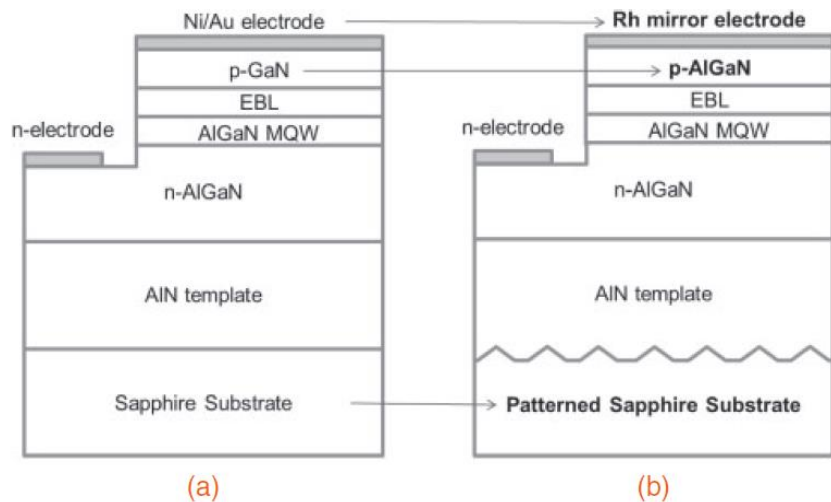 Ni/Au electrode
p-GaN
EBL
n-electrode
AlGaN MQW
n-AlGaN
AlN template
Sapphire Substrate
(a)
Rh mirror electrode
p-AlGaN
EBL
n-electrode
AlGaN MQW
n-AlGaN
AlN template
Patterned Sapphire Substrate
(b)